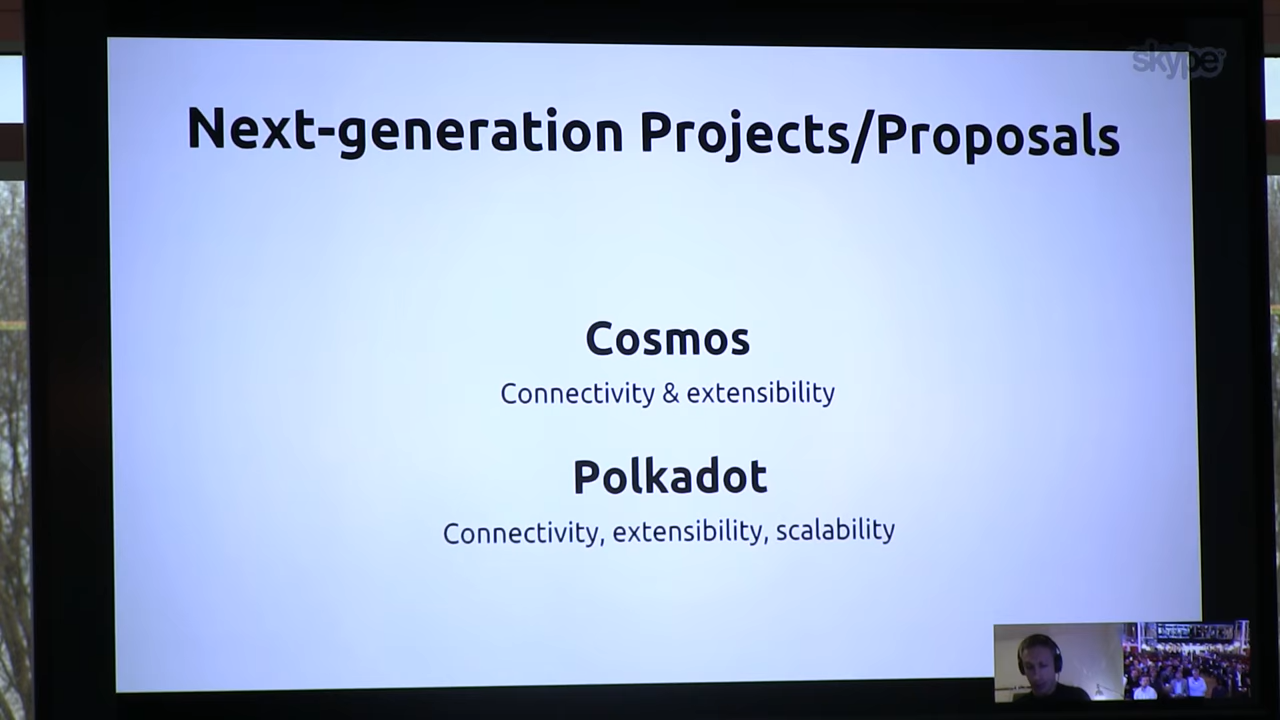 skype
Next-generation Projects/Proposals
Cosmos
Connectivity & extensibility
Polkadot
Connectivity, extensibility, scalability